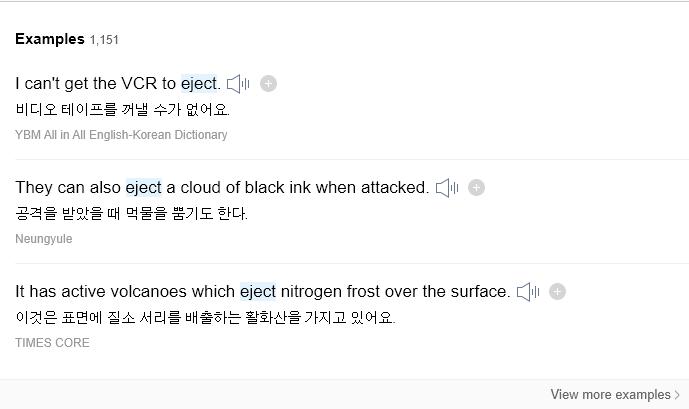 Examples 1,151
I can't get the VCR to eject.
비디오 테이프를 꺼낼 수가 없어요.
YBM All in All English-Korean Dictionary
They can also eject a cloud of black ink when attacked.
공격을 받았을 때 먹물을 뿜기도 한다.
Neungyule
It has active volcanoes which eject nitrogen frost over the surface.
이것은 표면에 질소 서리를 배출하는 활화산을 가지고 있어요.
TIMES CORE
View more examples